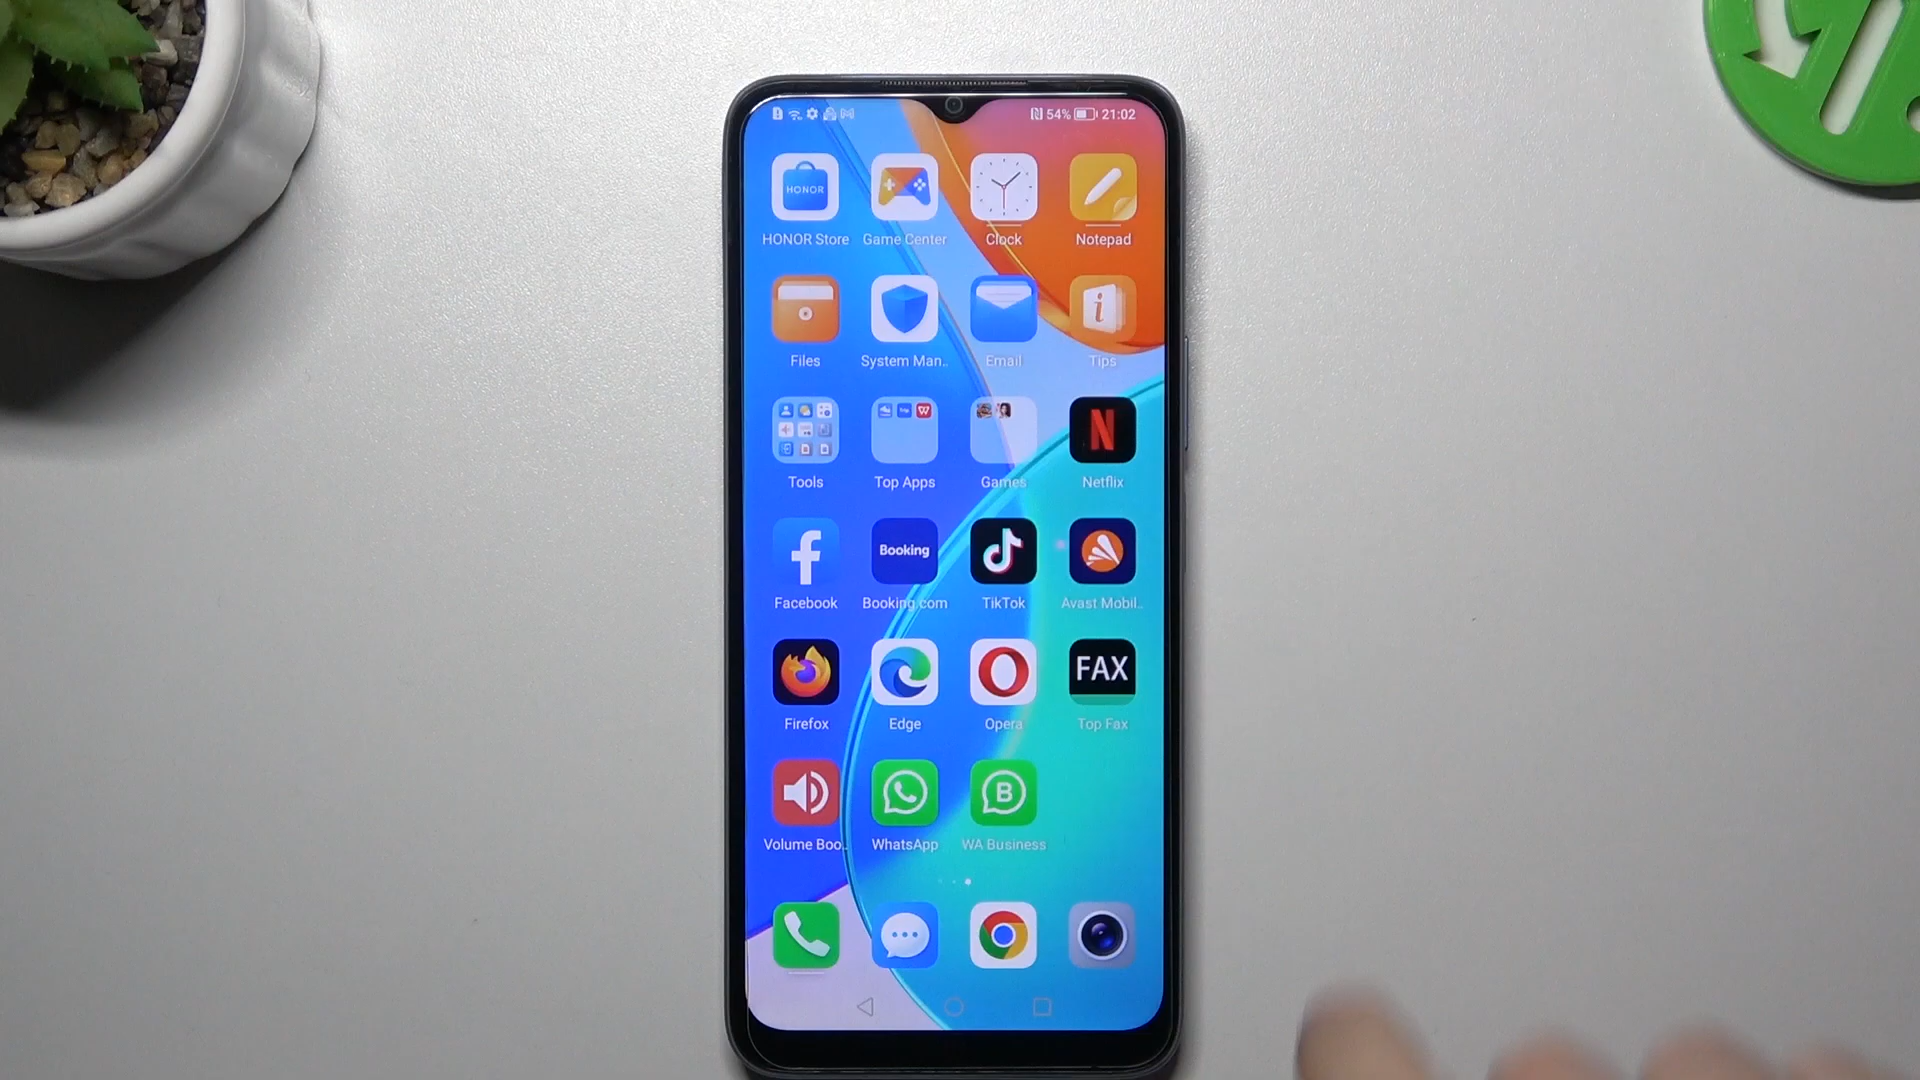 54% 21:02
HONOR
HONOR Store Game Center Clock Notepad
Files System Man.. Email Tips
Tools Top Apps Games Netflix
Booking
Facebook Booking.com TikTok Avast Mobil..
FAX
Firefox Edge Opera Top Fax
B
Volume Boo.. WhatsApp WA Business